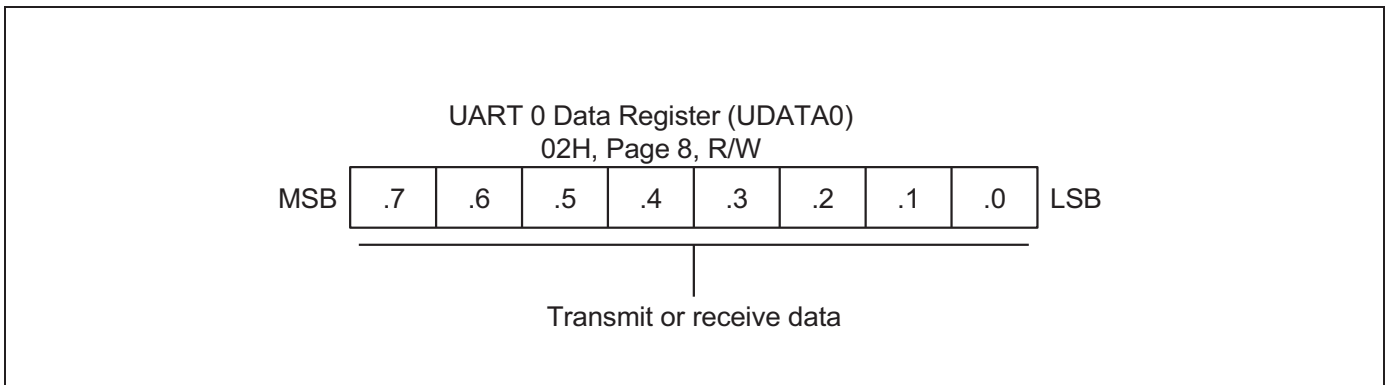 UART 0 Data Register (UDATA0)
02H, Page 8, R/W
MSB .7 .6 .5 .4 .3 .2 .1 .0 LSB
Transmit or receive data